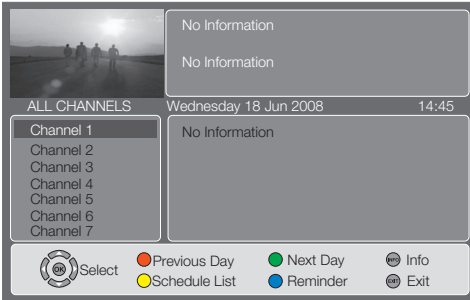 No Information
No Information
ALL CHANNELS Wednesday 18 Jun 2008 14:45
Channel 1 No Information
Channel 2
Channel 3
Channel 4
Channel 5
Channel 6
Channel 7
OK Select Previous Day Next Day INFO Info
Schedule List Reminder EXIT Exit